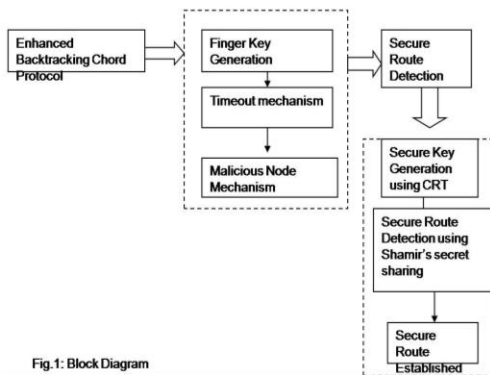 Enhanced
Backtracking Chord
Protocol
Finger Key
Generation
Timeout mechanism
Malicious Node
Mechanism
Secure
Route
Detection
Secure Key
Generation
using CRT
Secure Route
Detection using
Shamir's secret
sharing
Secure
Route
Established
Fig.1: Block Diagram